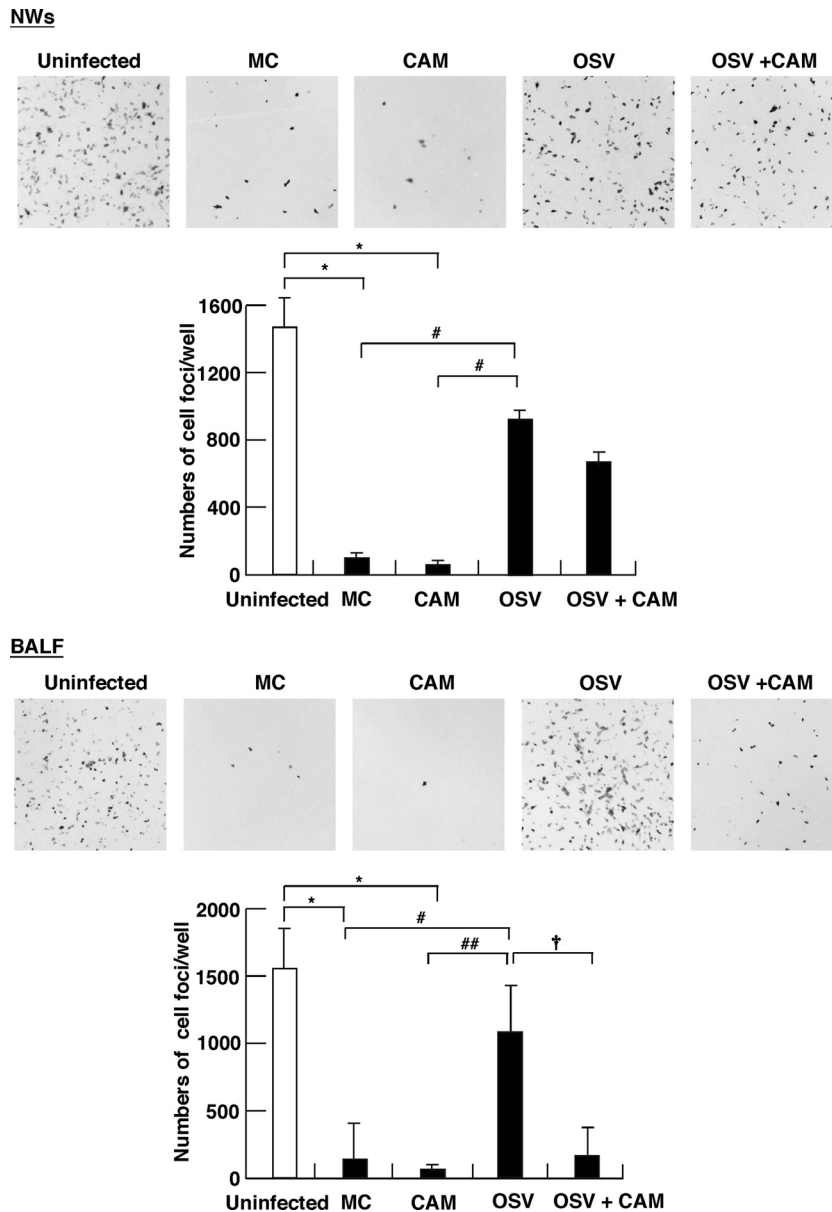 NWs
Uninfected MC CAM OSV OSV +CAM
*
*
#
#
Numbers of cell foci/well
1600
1200
800
400
0
Uninfected MC CAM OSV OSV + CAM
BALF
Uninfected MC CAM OSV OSV +CAM
*
*
#
##
†
Numbers of cell foci/well
2000
1500
1000
500
0
Uninfected MC CAM OSV OSV + CAM